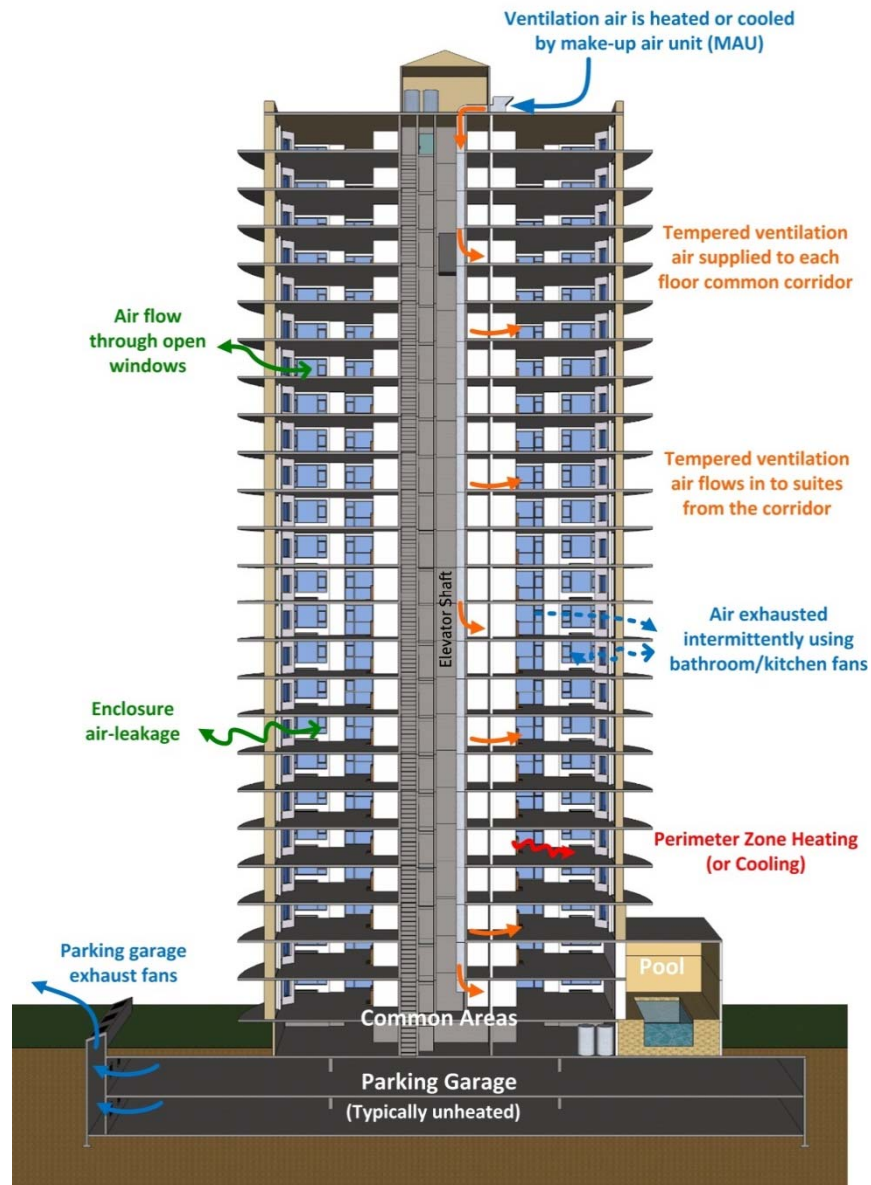 Ventilation air is heated or cooled
by make-up air unit (MAU)
Tempered ventilation
air supplied to each
floor common corridor
Air flow
through open
windows
Tempered ventilation
air flows in to suites
from the corridor
Elevator Shaft
Air exhausted
intermittently using
bathroom/kitchen fans
Enclosure
air-leakage
Perimeter Zone Heating
(or Cooling)
Parking garage
exhaust fans
Pool
Common Areas
Parking Garage
(Typically unheated)